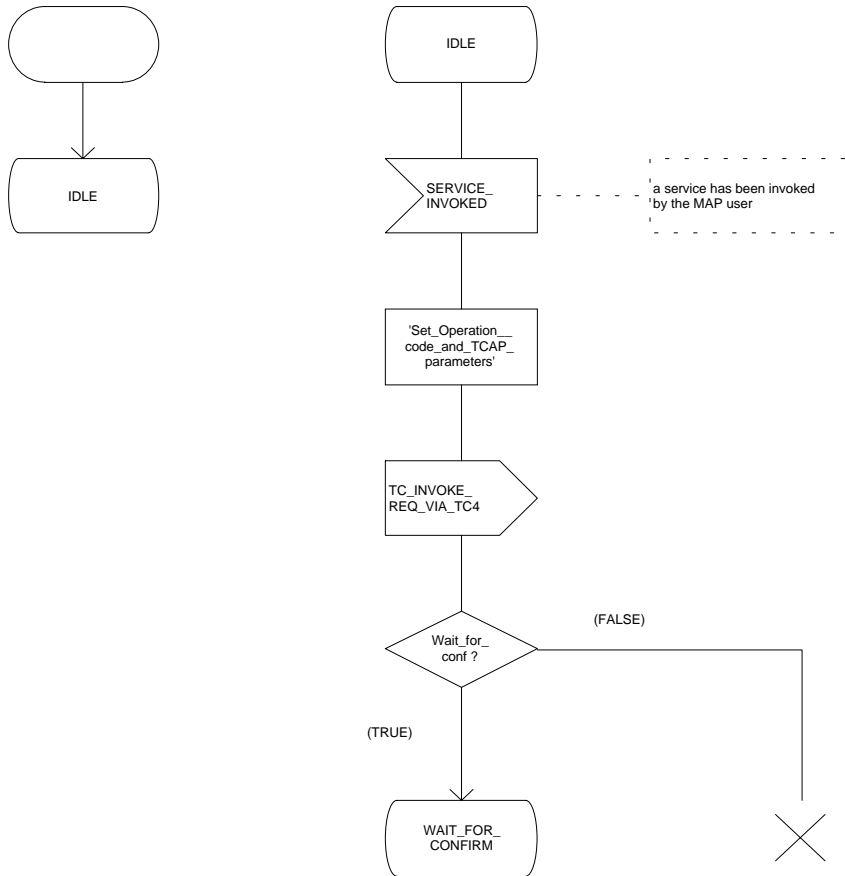 IDLE
IDLE
SERVICE_
INVOKED
a service has been invoked
by the MAP user
'Set_Operation__
code_and_TCAP_
parameters'
TC_INVOKE_
REQ_VIA_TC4
Wait_for_
conf ?
(FALSE)
(TRUE)
WAIT_FOR_
CONFIRM